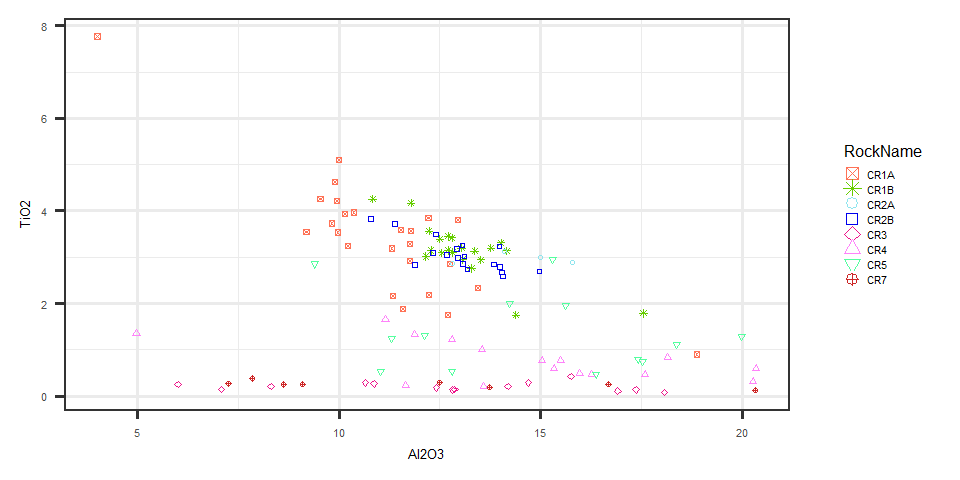 8
6
4
2
0
TiO2
5
10
15
20
Al2O3
RockName
CR1A
CR1B
CR2A
CR2B
CR3
CR4
CR5
CR7